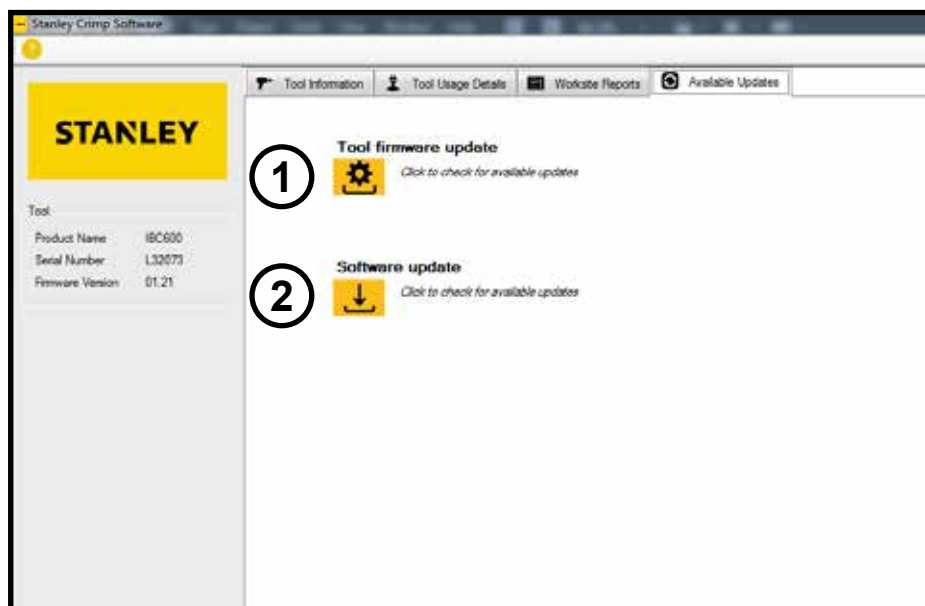 Stanley Crimp Software
Tool Information Tool Usage Details Worksite Reports Available Updates
STANLEY
Tool
Product Name IBC600
Serial Number L32073
Firmware Version 01.21
1
Tool firmware update
Click to check for available updates
2
Software update
Click to check for available updates